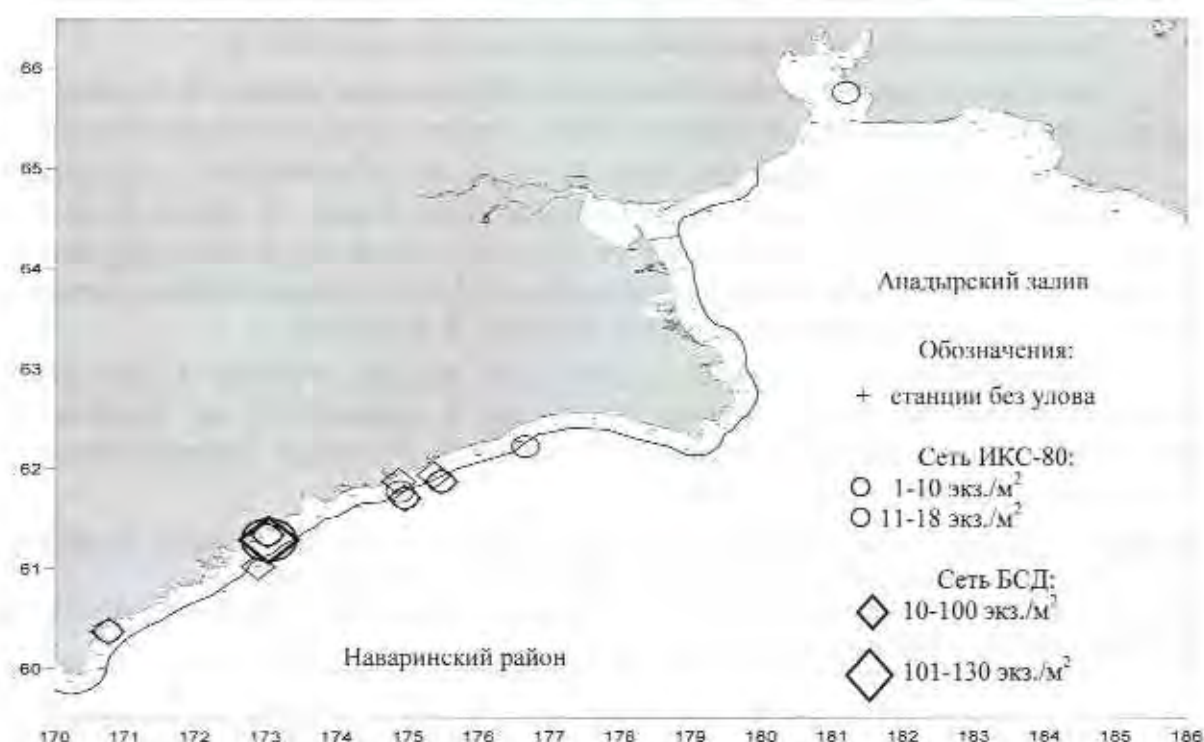 66
65
64
63
62
61
60
Анадырский залив
Обозначения:
+ станции без улова
Сеть ИКС-80:
1-10 экз./м²
11-18 экз./м²
Сеть БСД:
10-100 экз./м²
101-130 экз./м²
Наваринский район
170 171 172 173 174 175 176 177 178 179 180 181 182 183 184 185 186